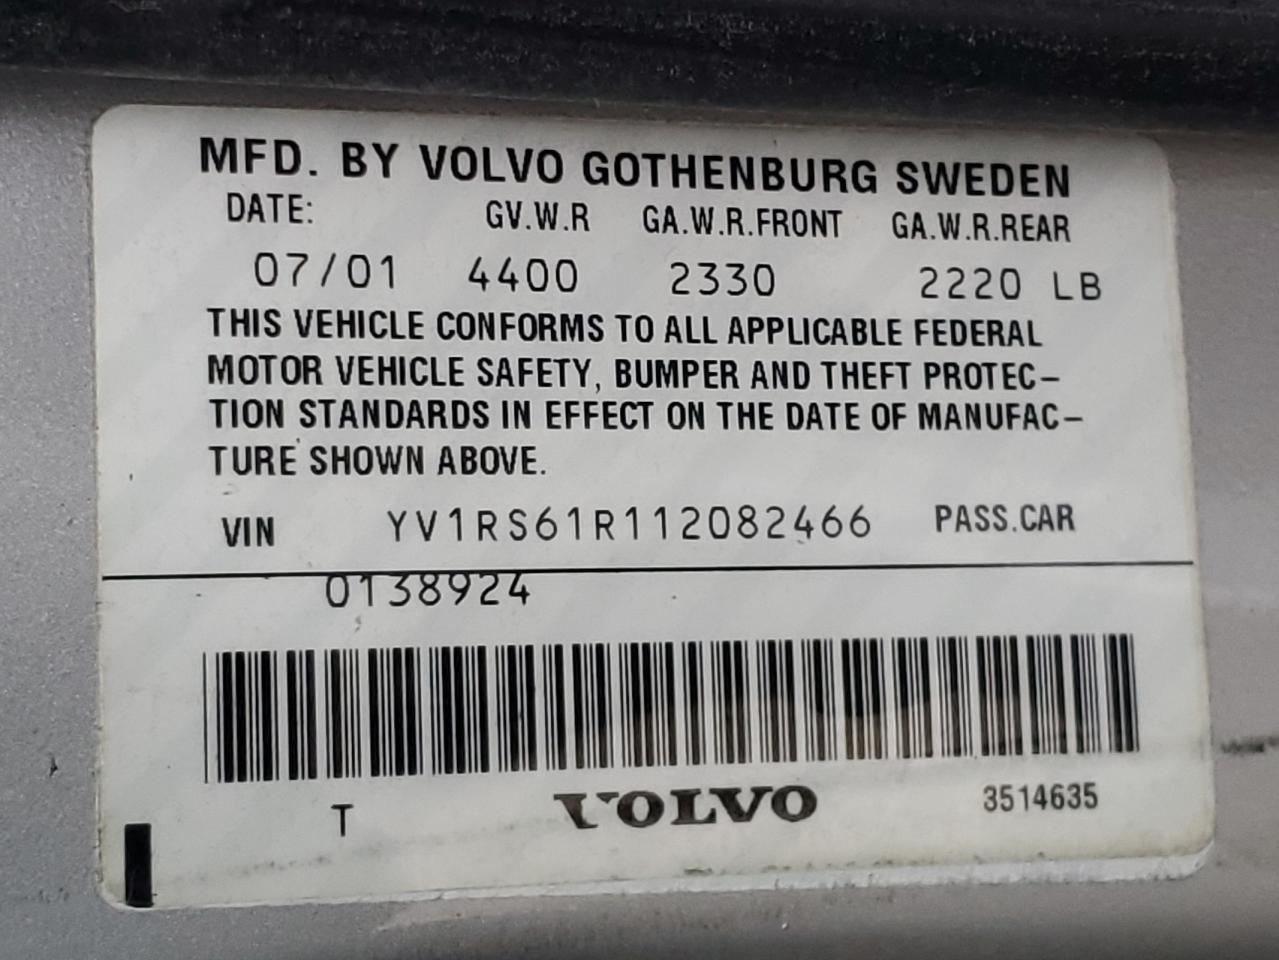 MFD. BY VOLVO GOTHENBURG SWEDEN
DATE: GV.W.R GA.W.R.FRONT GA.W.R.REAR
07/01 4400 2330 2220 LB
THIS VEHICLE CONFORMS TO ALL APPLICABLE FEDERAL
MOTOR VEHICLE SAFETY, BUMPER AND THEFT PROTEC-
TION STANDARDS IN EFFECT ON THE DATE OF MANUFAC-
TURE SHOWN ABOVE.
VIN YV1RS61R112082466 PASS.CAR
0138924
T VOLVO 3514635